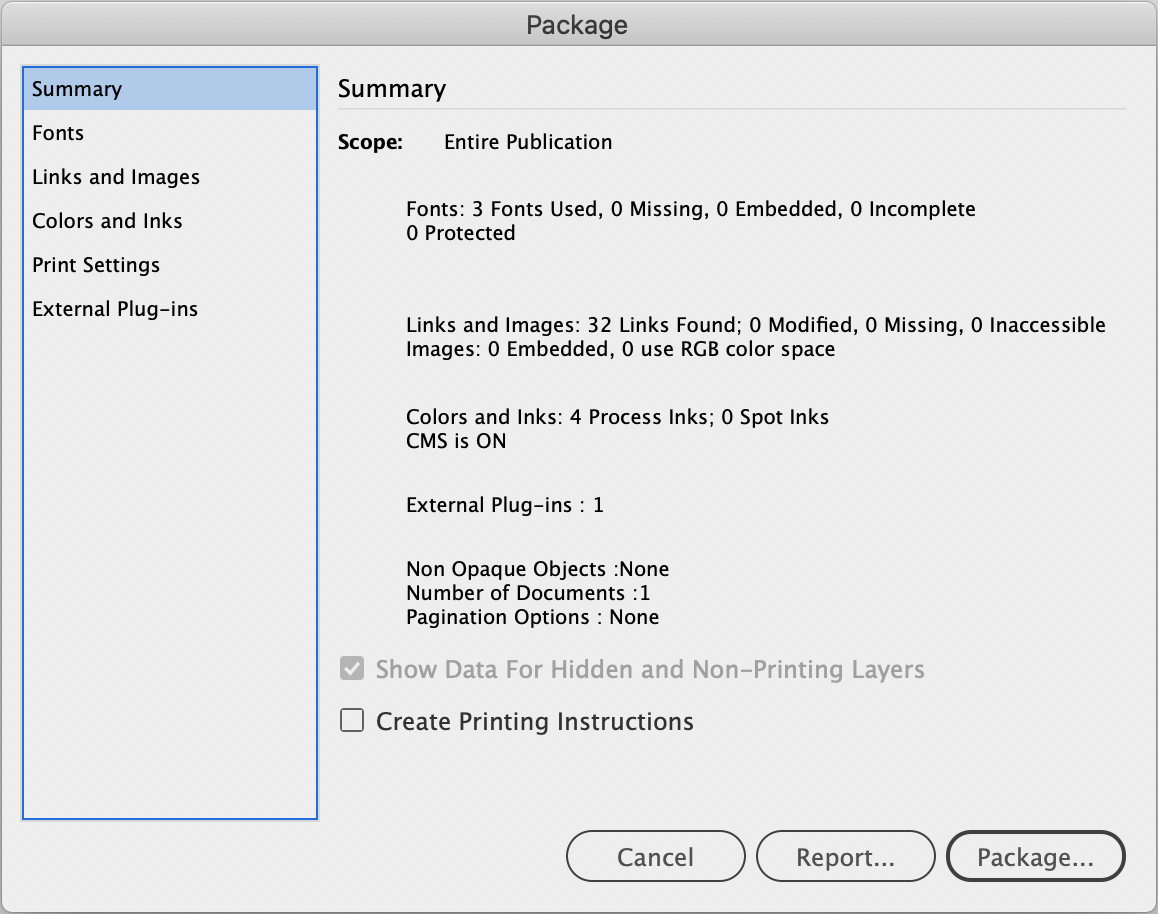 Package
Summary
Fonts
Links and Images
Colors and Inks
Print Settings
External Plug-ins
Summary
Scope: Entire Publication
Fonts: 3 Fonts Used, 0 Missing, 0 Embedded, 0 Incomplete
0 Protected
Links and Images: 32 Links Found; 0 Modified, 0 Missing, 0 Inaccessible
Images: 0 Embedded, 0 use RGB color space
Colors and Inks: 4 Process Inks; 0 Spot Inks
CMS is ON
External Plug-ins : 1
Non Opaque Objects :None
Number of Documents :1
Pagination Options : None
Show Data For Hidden and Non-Printing Layers
Create Printing Instructions
Cancel
Report...
Package...